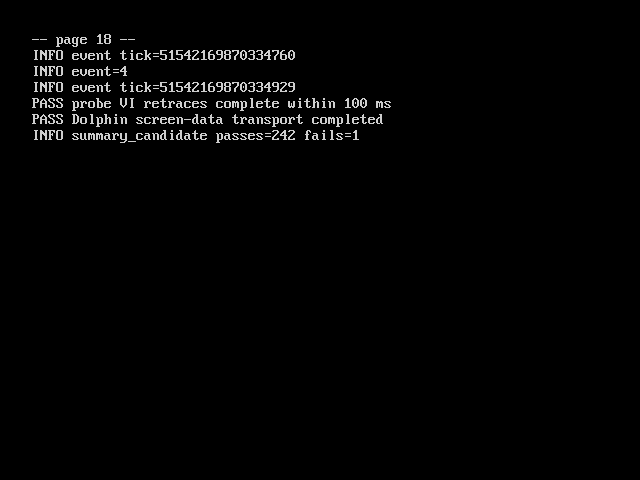 -- page 18 --
INFO event tick=51542169870334760
INFO event=4
INFO event tick=51542169870334929
PASS probe VI retraces complete within 100 ms
PASS Dolphin screen-data transport completed
INFO summary_candidate passes=242 fails=1